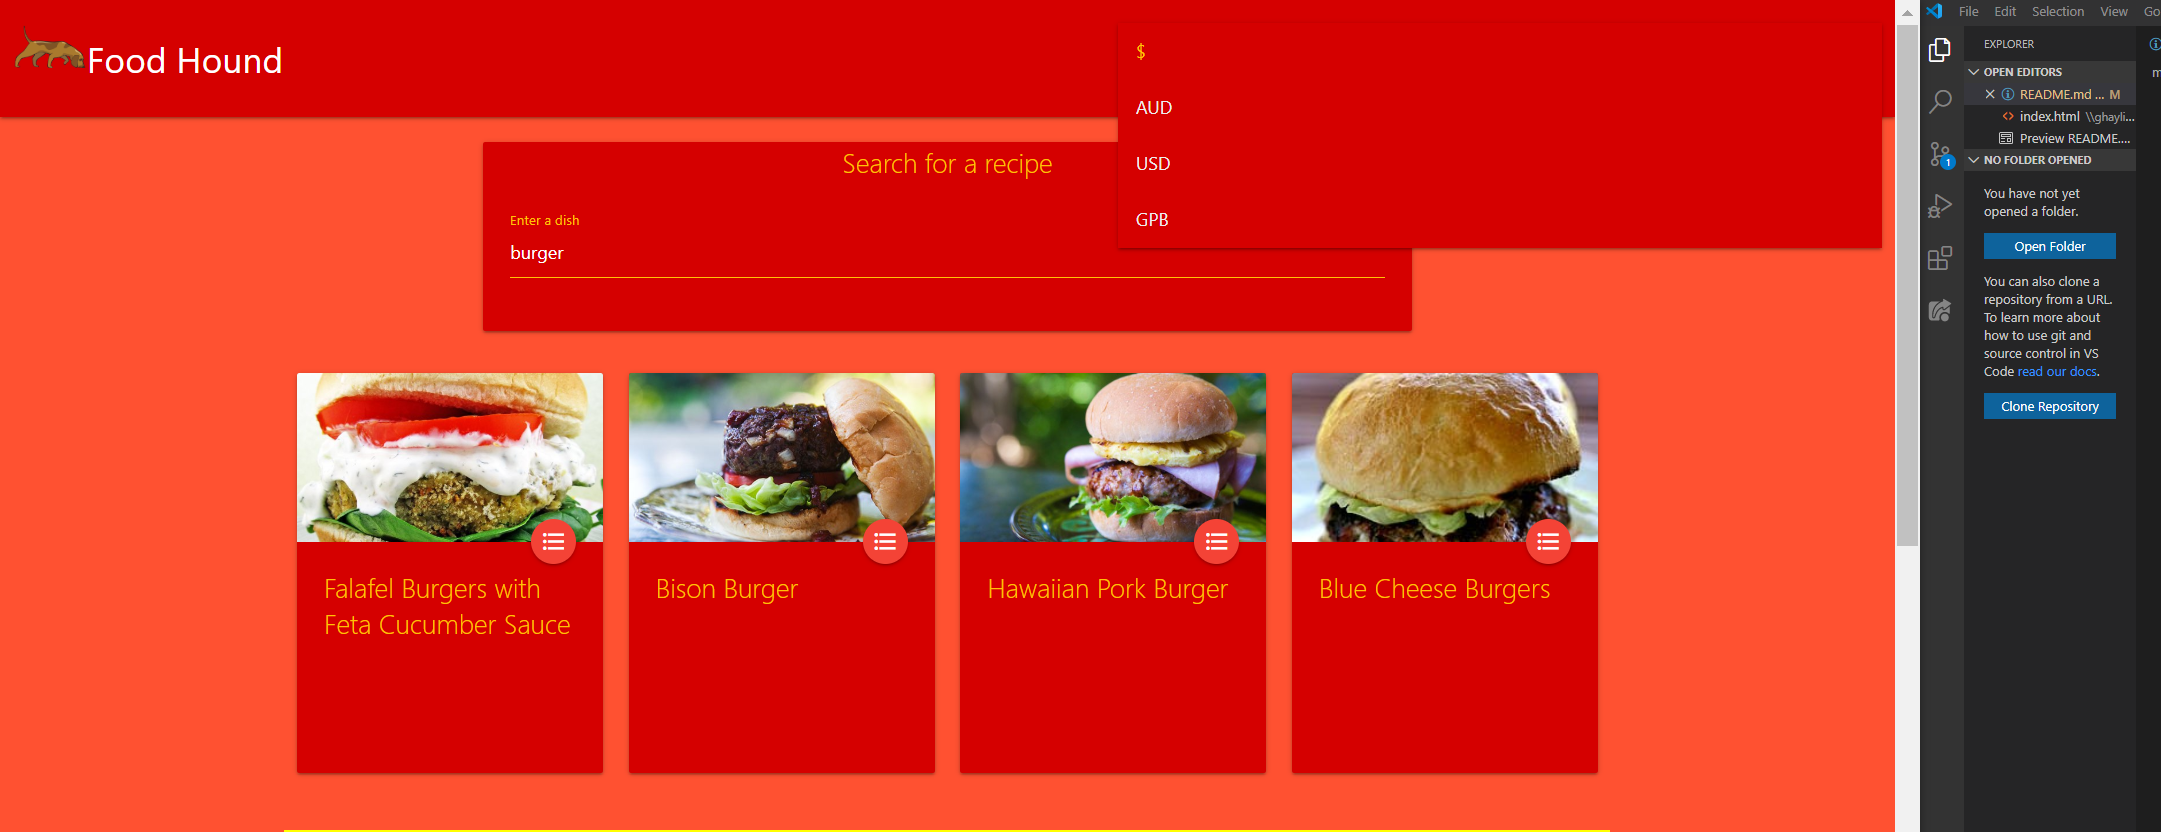 Food Hound
$
AUD
USD
GPB
Search for a recipe
Enter a dish
burger
Falafel Burgers with
Feta Cucumber Sauce
Bison Burger
Hawaiian Pork Burger
Blue Cheese Burgers
File Edit Selection View Go
EXPLORER
OPEN EDITORS
README.md ... M
index.html \\ghayli...
Preview README....
1
NO FOLDER OPENED
You have not yet
opened a folder.
Open Folder
You can also clone a
repository from a URL.
To learn more about
how to use git and
source control in VS
Code read our docs.
Clone Repository